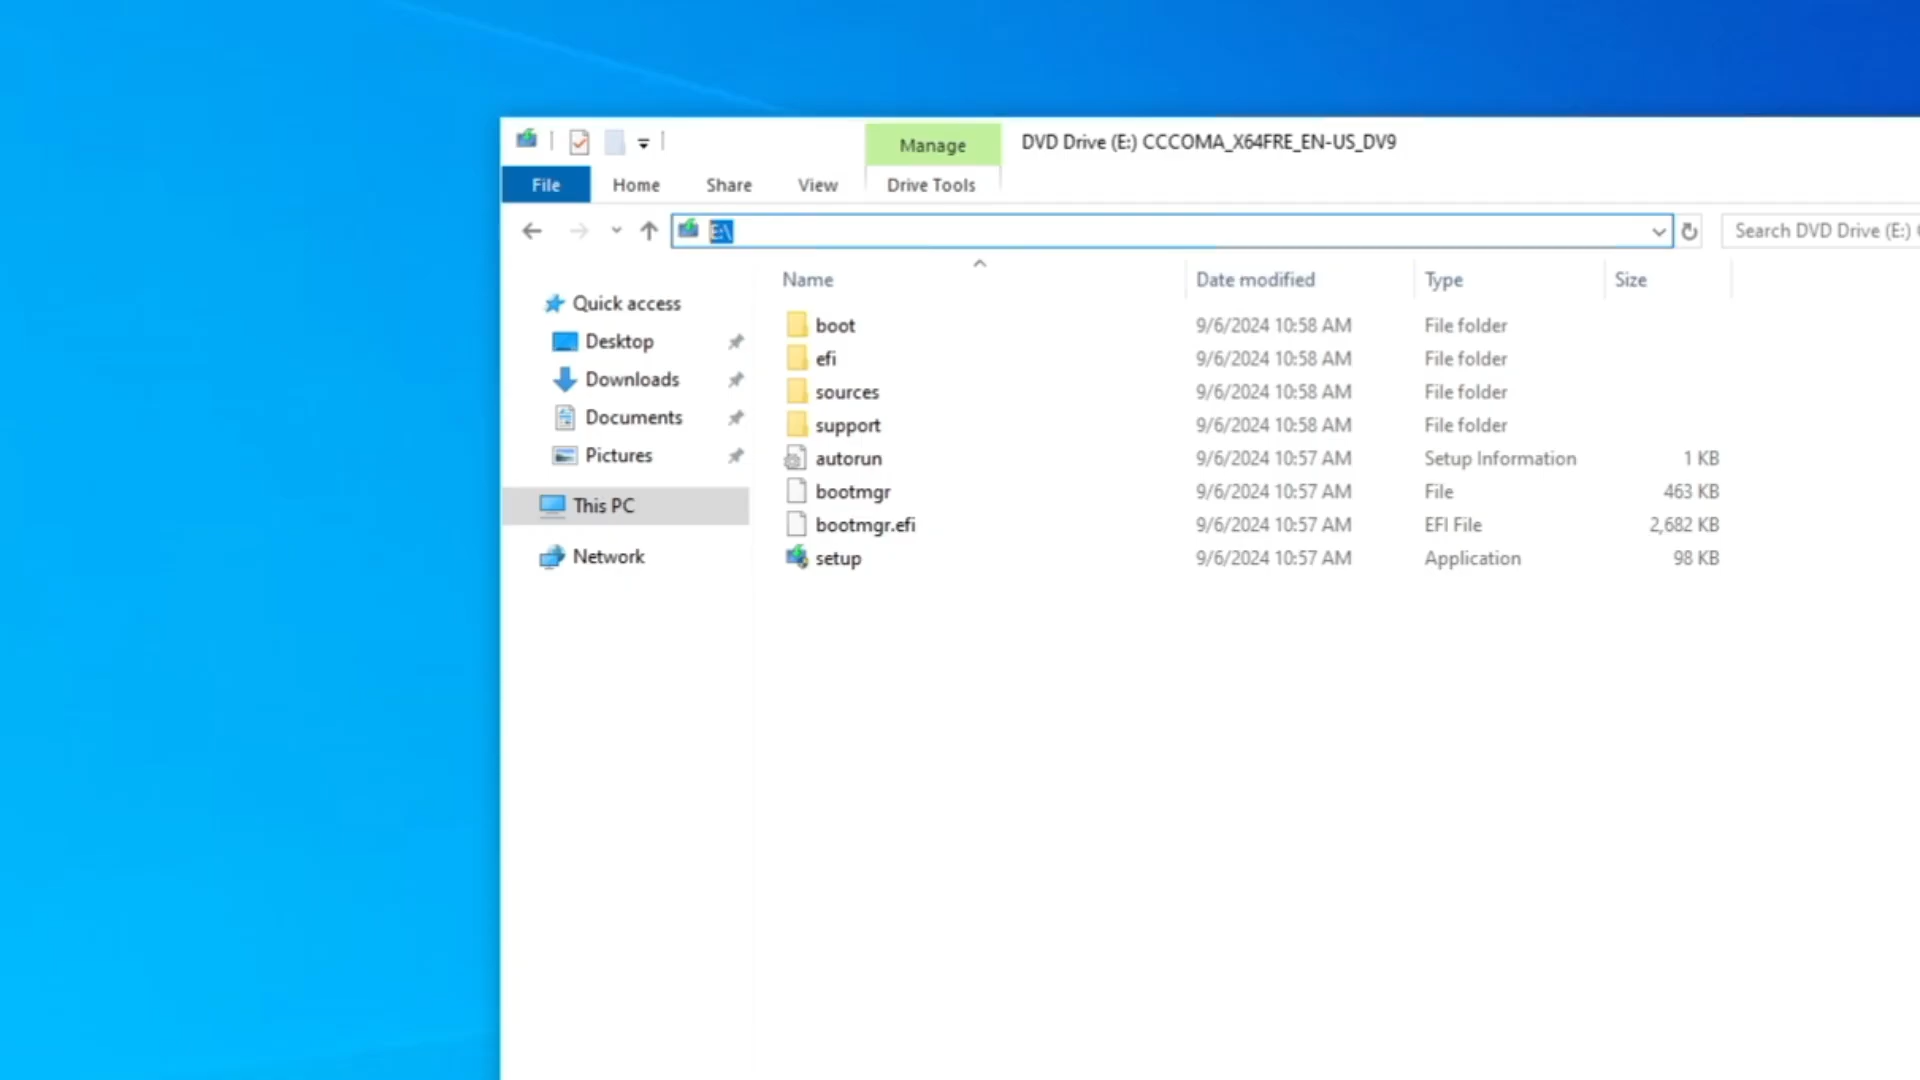 Manage
DVD Drive (E:) CCCOMA_X64FRE_EN-US_DV9
File Home Share View Drive Tools
E:\ Search DVD Drive (E:)
Name Date modified Type Size
Quick access
Desktop
Downloads
Documents
Pictures
This PC
Network
boot 9/6/2024 10:58 AM File folder
efi 9/6/2024 10:58 AM File folder
sources 9/6/2024 10:58 AM File folder
support 9/6/2024 10:58 AM File folder
autorun 9/6/2024 10:57 AM Setup Information 1 KB
bootmgr 9/6/2024 10:57 AM File 463 KB
bootmgr.efi 9/6/2024 10:57 AM EFI File 2,682 KB
setup 9/6/2024 10:57 AM Application 98 KB